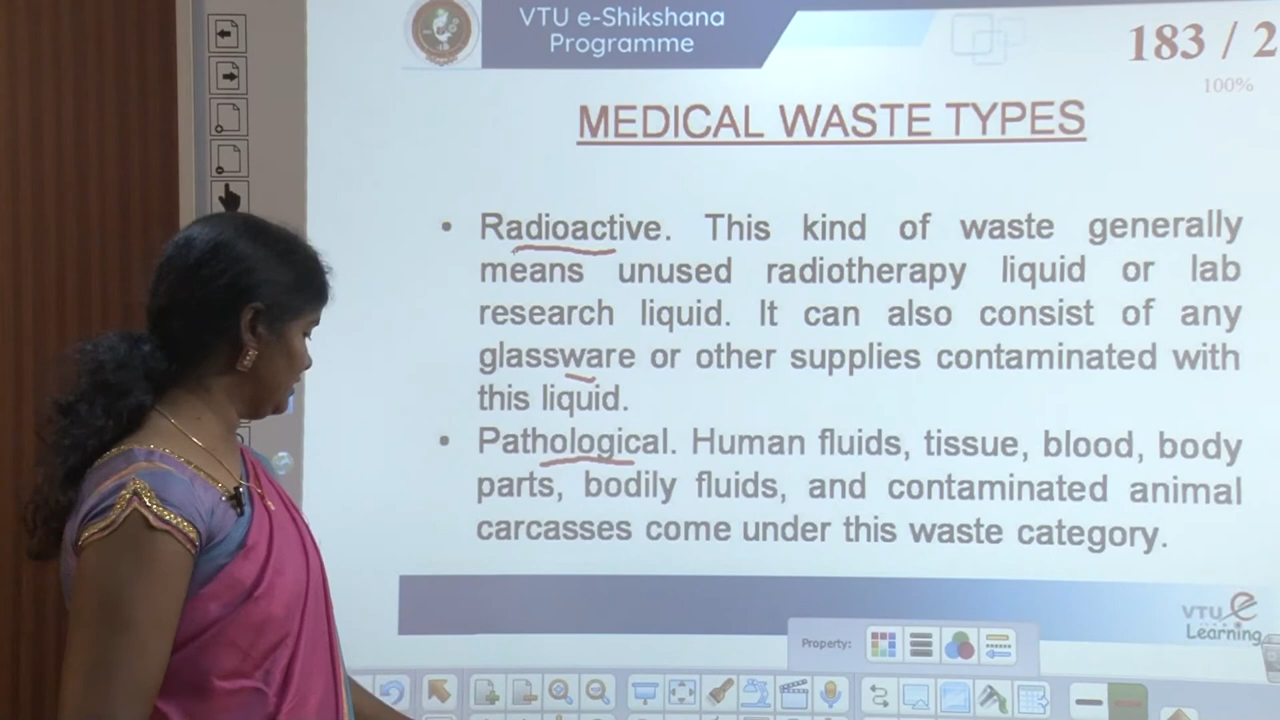 VTU e-Shikshana
Programme
183 / 2
100%
MEDICAL WASTE TYPES
• Radioactive. This kind of waste generally
means unused radiotherapy liquid or lab
research liquid. It can also consist of any
glassware or other supplies contaminated with
this liquid.
• Pathological. Human fluids, tissue, blood, body
parts, bodily fluids, and contaminated animal
carcasses come under this waste category.
VTU e
Learning
Property: